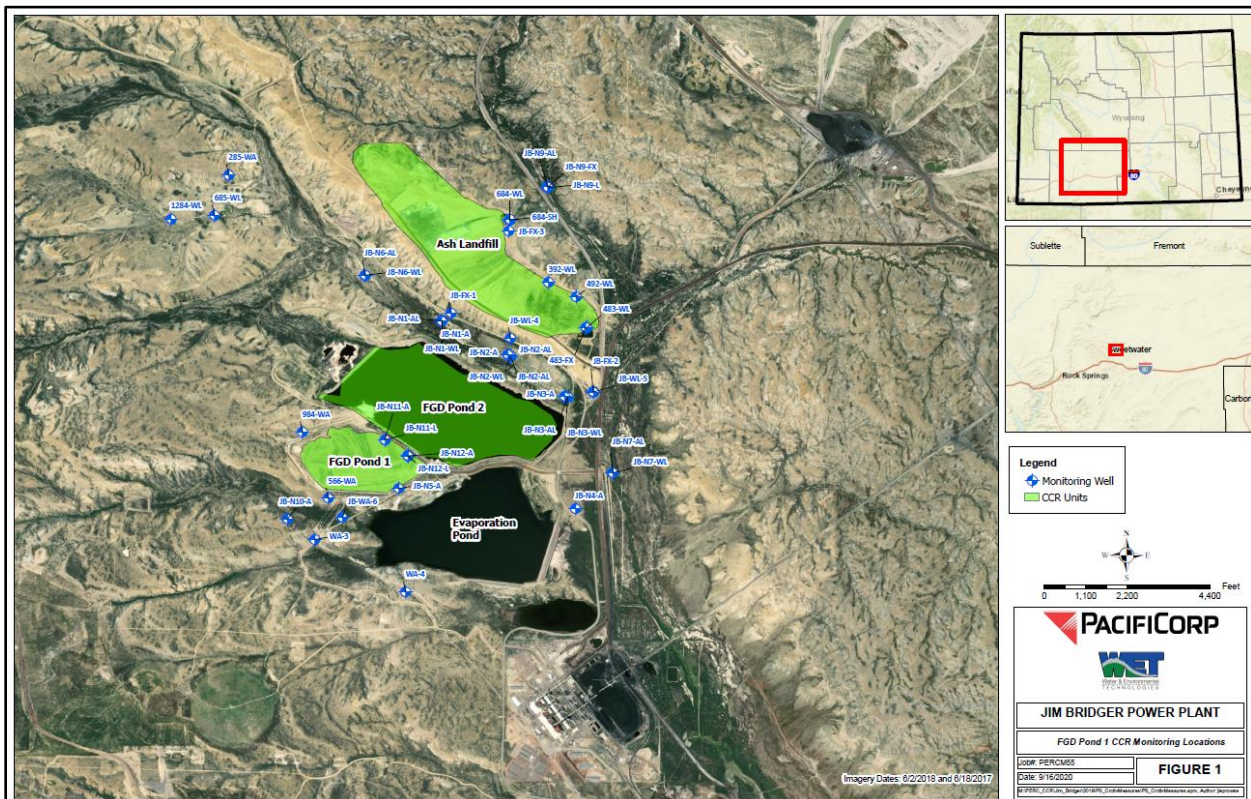 JB-N9-AL
JB-N9-FX
JB-N9-L
285-WA
684-WL
684-SH
1284-WL
685-WL
JB-FX-3
Ash Landfill
JB-N6-AL
JB-N6-WL
392-WL
492-WL
483-WL
JB-FX-1
JB-WL-4
JB-N1-AL
JB-N1-A
JB-N1-WL
JB-N2-A
JB-N2-AL
483-FX
JB-FX-2
JB-N2-WL
JB-N2-AL
JB-WL-5
JB-N3-A
FGD Pond 2
JB-N11-A
984-WA
JB-N11-L
JB-N3-AL
JB-N3-WL
JB-N7-AL
JB-N12-A
FGD Pond 1
JB-N12-L
JB-N7-WL
566-WA
JB-N5-A
JB-N10-A
JB-WA-6
JB-N4-A
Evaporation
Pond
WA-3
WA-4
Imagery Dates: 6/2/2018 and 6/18/2017
Wyoming
80
Cheyenne
Sublette
Fremont
Rock Springs
80
Carbon
Legend
Monitoring Well
CCR Units
N
W
E
S
Feet
0 1,100 2,200 4,400
PACIFICORP
WET
Water & Environmental
TECHNOLOGIES
JIM BRIDGER POWER PLANT
FGD Pond 1 CCR Monitoring Locations
Job#: PERCM55
Date: 9/16/2020
FIGURE 1